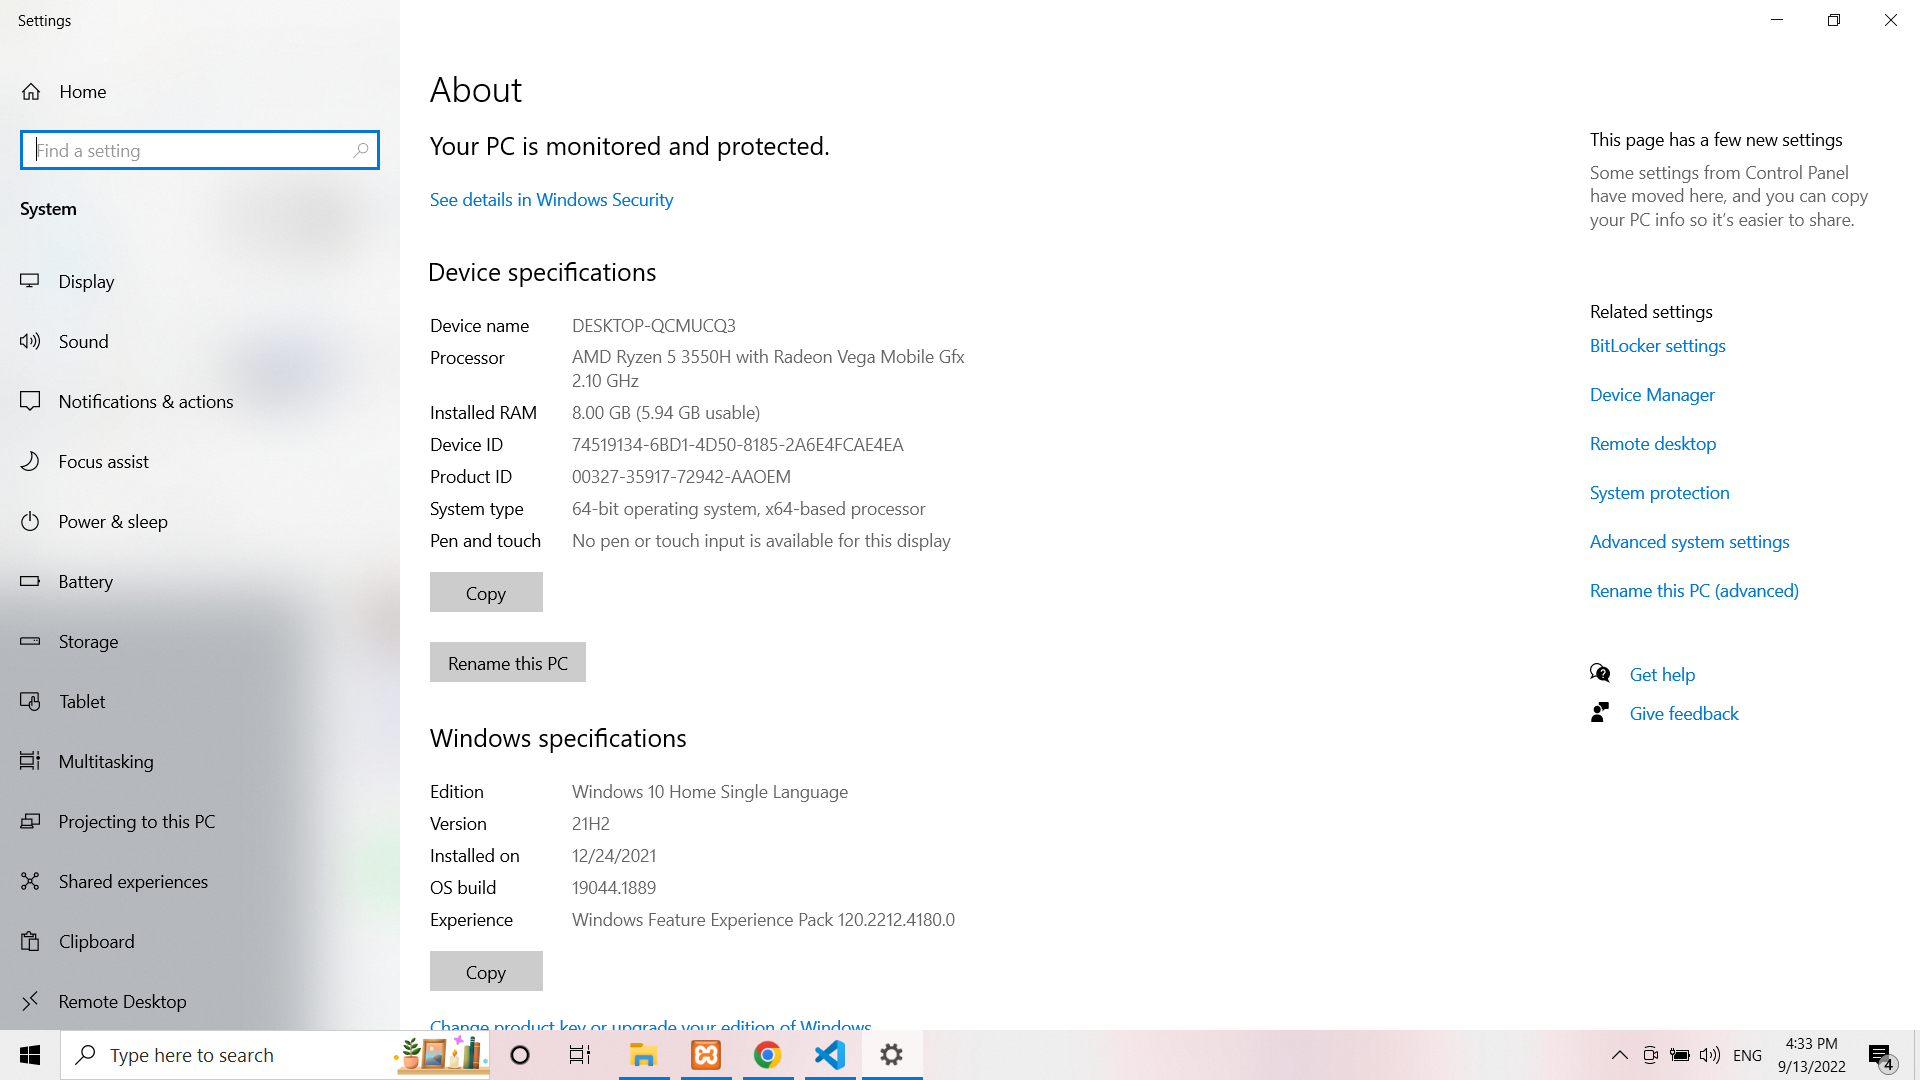 Settings
Home
Find a setting
System
Display
Sound
Notifications & actions
Focus assist
Power & sleep
Battery
Storage
Tablet
Multitasking
Projecting to this PC
Shared experiences
Clipboard
Remote Desktop
About
Your PC is monitored and protected.
See details in Windows Security
Device specifications
Device name DESKTOP-QCMUCQ3
Processor AMD Ryzen 5 3550H with Radeon Vega Mobile Gfx
2.10 GHz
Installed RAM 8.00 GB (5.94 GB usable)
Device ID 74519134-6BD1-4D50-8185-2A6E4FCAE4EA
Product ID 00327-35917-72942-AAOEM
System type 64-bit operating system, x64-based processor
Pen and touch No pen or touch input is available for this display
Copy
Rename this PC
Windows specifications
Edition Windows 10 Home Single Language
Version 21H2
Installed on 12/24/2021
OS build 19044.1889
Experience Windows Feature Experience Pack 120.2212.4180.0
Copy
Change product key or upgrade your edition of Windows
This page has a few new settings
Some settings from Control Panel
have moved here, and you can copy
your PC info so it’s easier to share.
Related settings
BitLocker settings
Device Manager
Remote desktop
System protection
Advanced system settings
Rename this PC (advanced)
Get help
Give feedback
Type here to search
ENG
4:33 PM
9/13/2022
4